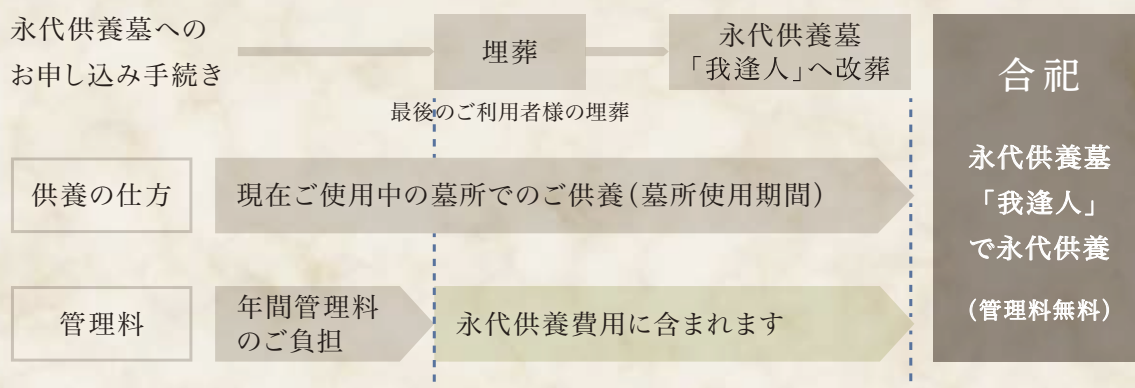 永代供養墓への
お申し込み手続き
埋葬
永代供養墓
「我逢人」へ改葬
最後のご利用者様の埋葬
供養の仕方
現在ご使用中の墓所でのご供養(墓所使用期間)
管理料
年間管理料
のご負担
永代供養費用に含まれます
合祀
永代供養墓
「我逢人」
で永代供養
(管理料無料)